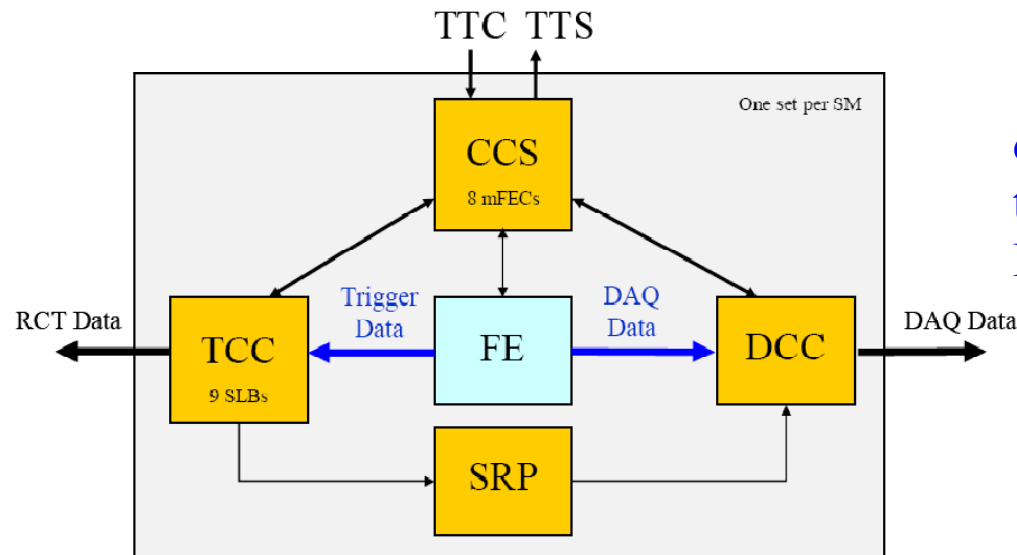 TTC TTS
One set per SM
CCS
8 mFECs
Trigger
Data
DAQ
Data
RCT Data
TCC
9 SLBs
FE
DCC
DAQ Data
SRP